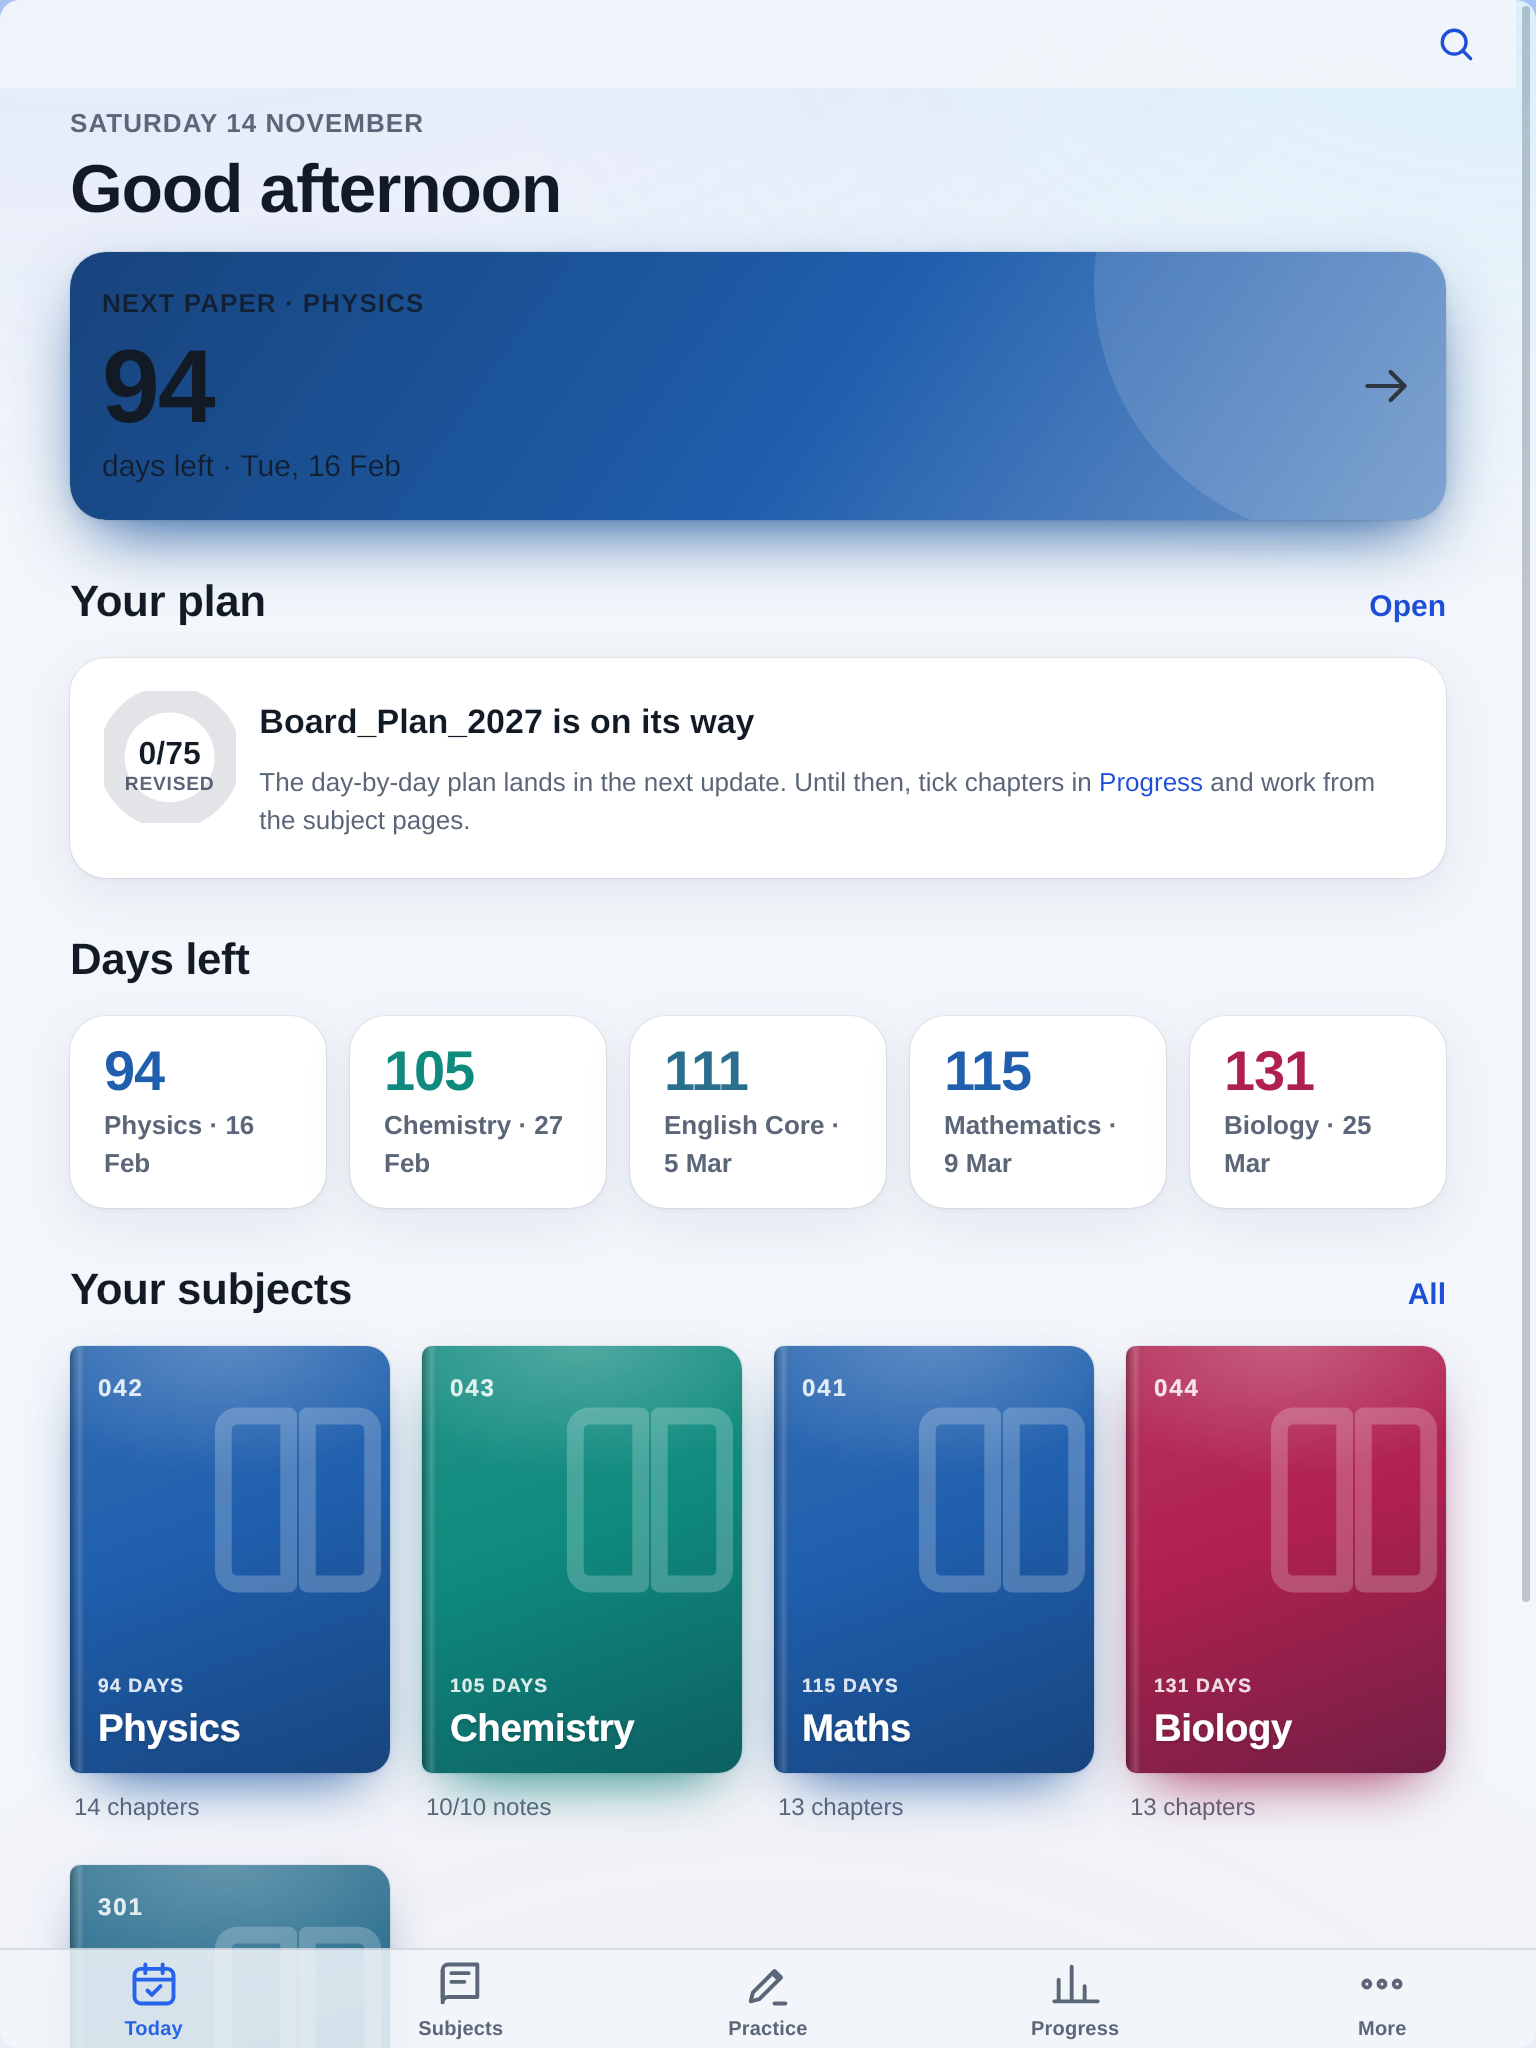 SATURDAY 14 NOVEMBER
Good afternoon
NEXT PAPER · PHYSICS
94
days left · Tue, 16 Feb
Your plan
Open
0/75
REVISED
Board_Plan_2027 is on its way
The day-by-day plan lands in the next update. Until then, tick chapters in Progress and work from
the subject pages.
Days left
94
Physics · 16
Feb
105
Chemistry · 27
Feb
111
English Core ·
5 Mar
115
Mathematics ·
9 Mar
131
Biology · 25
Mar
Your subjects
All
042
94 DAYS
Physics
14 chapters
043
105 DAYS
Chemistry
10/10 notes
041
115 DAYS
Maths
13 chapters
044
131 DAYS
Biology
13 chapters
301
Today
Subjects
Practice
Progress
More